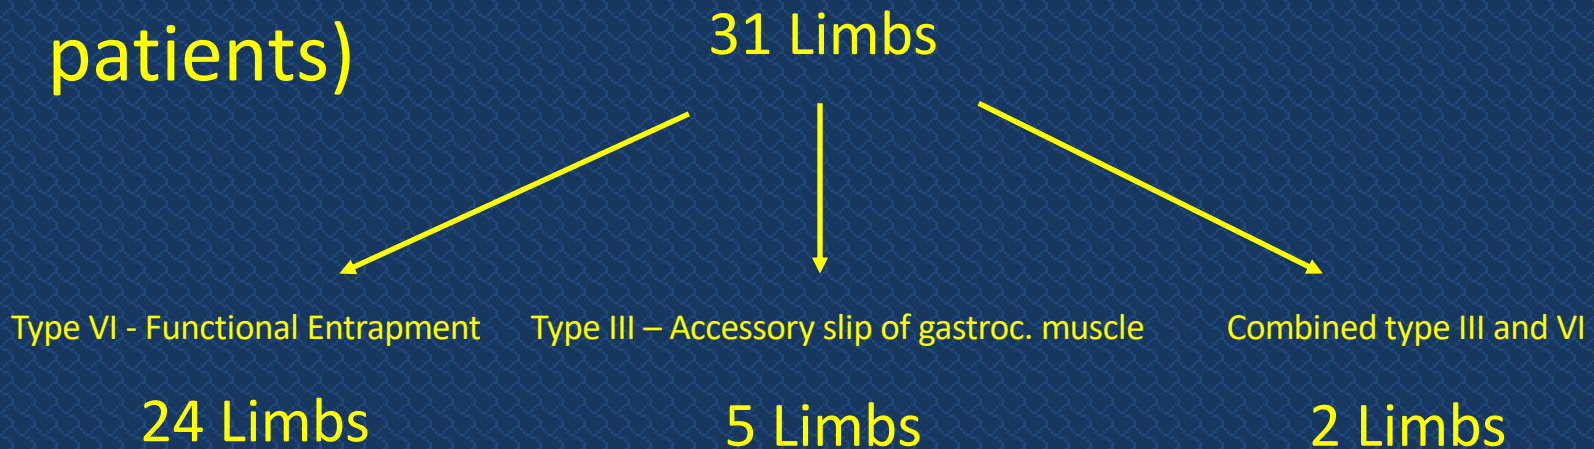 patients)
31 Limbs
Type VI - Functional Entrapment
Type III – Accessory slip of gastroc. muscle
Combined type III and VI
24 Limbs
5 Limbs
2 Limbs